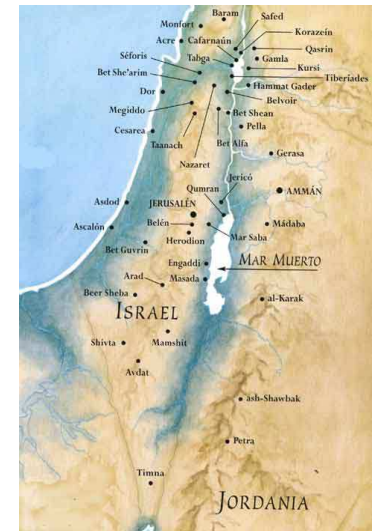 Baram
Safed
Monfort
Korazein
Acre
Cafarnaún
Qasrin
Séforis
Tabga
Gamla
Kursi
Bet She'arim
Tiberíades
Dor
Hammat Gader
Belvoir
Megiddo
Bet Shean
Cesarea
Pella
Taanach
Bet Alfa
Nazaret
Gerasa
Jericó
Qumran
AMMÁN
Asdod
JERUSALÉN
Belén
Mádaba
Ascalón
Mar Saba
Herodion
Bet Guvrin
Engaddi
MAR MUERTO
Arad
Masada
Beer Sheba
al-Karak
ISRAEL
Shivta
Mamshit
Avdat
ash-Shawbak
Petra
Timna
JORDANIA